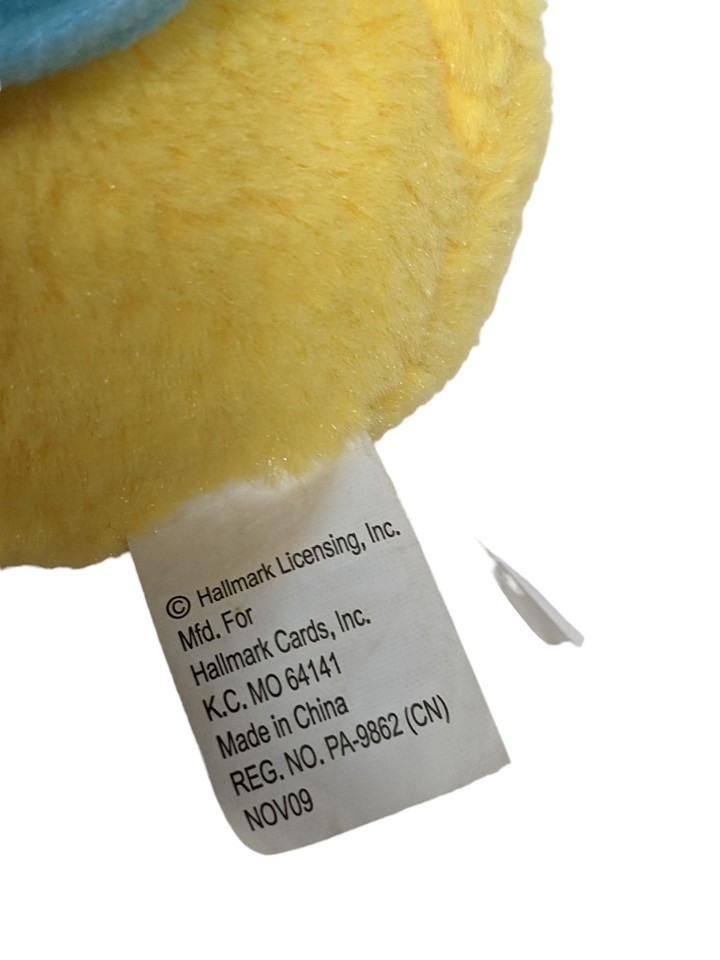 © Hallmark Licensing, Inc.
Mfd. For
Hallmark Cards, Inc.
K.C. MO 64141
Made in China
REG. NO. PA-9862 (CN)
NOV09